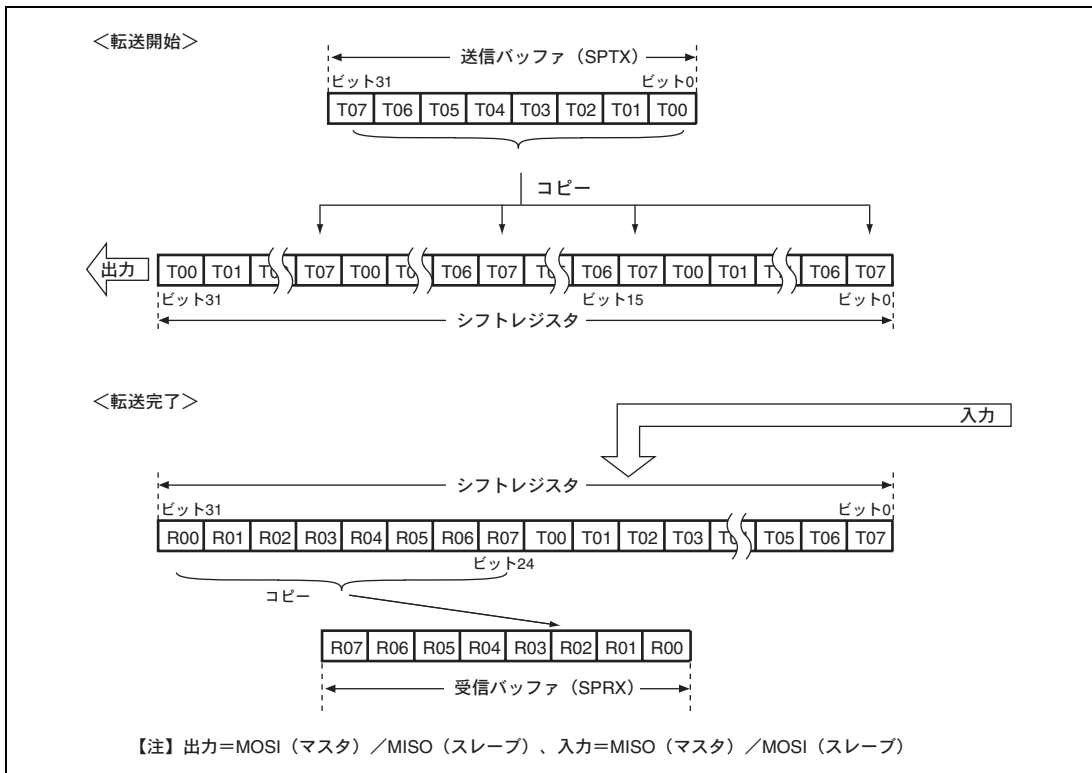 ＜転送開始＞
送信バッファ（SPTX）
ビット31 ビット0
T07 T06 T05 T04 T03 T02 T01 T00
コピー
出力 T00 T01 T07 T00 T06 T07 T06 T07 T00 T01 T06 T07
ビット31 ビット15 ビット0
シフトレジスタ
＜転送完了＞
入力
シフトレジスタ
ビット31 ビット0
R00 R01 R02 R03 R04 R05 R06 R07 T00 T01 T02 T03 T05 T06 T07
ビット24
コピー
R07 R06 R05 R04 R03 R02 R01 R00
受信バッファ（SPRX）
【注】出力＝MOSI（マスタ）／MISO（スレーブ）、入力＝MISO（マスタ）／MOSI（スレーブ）